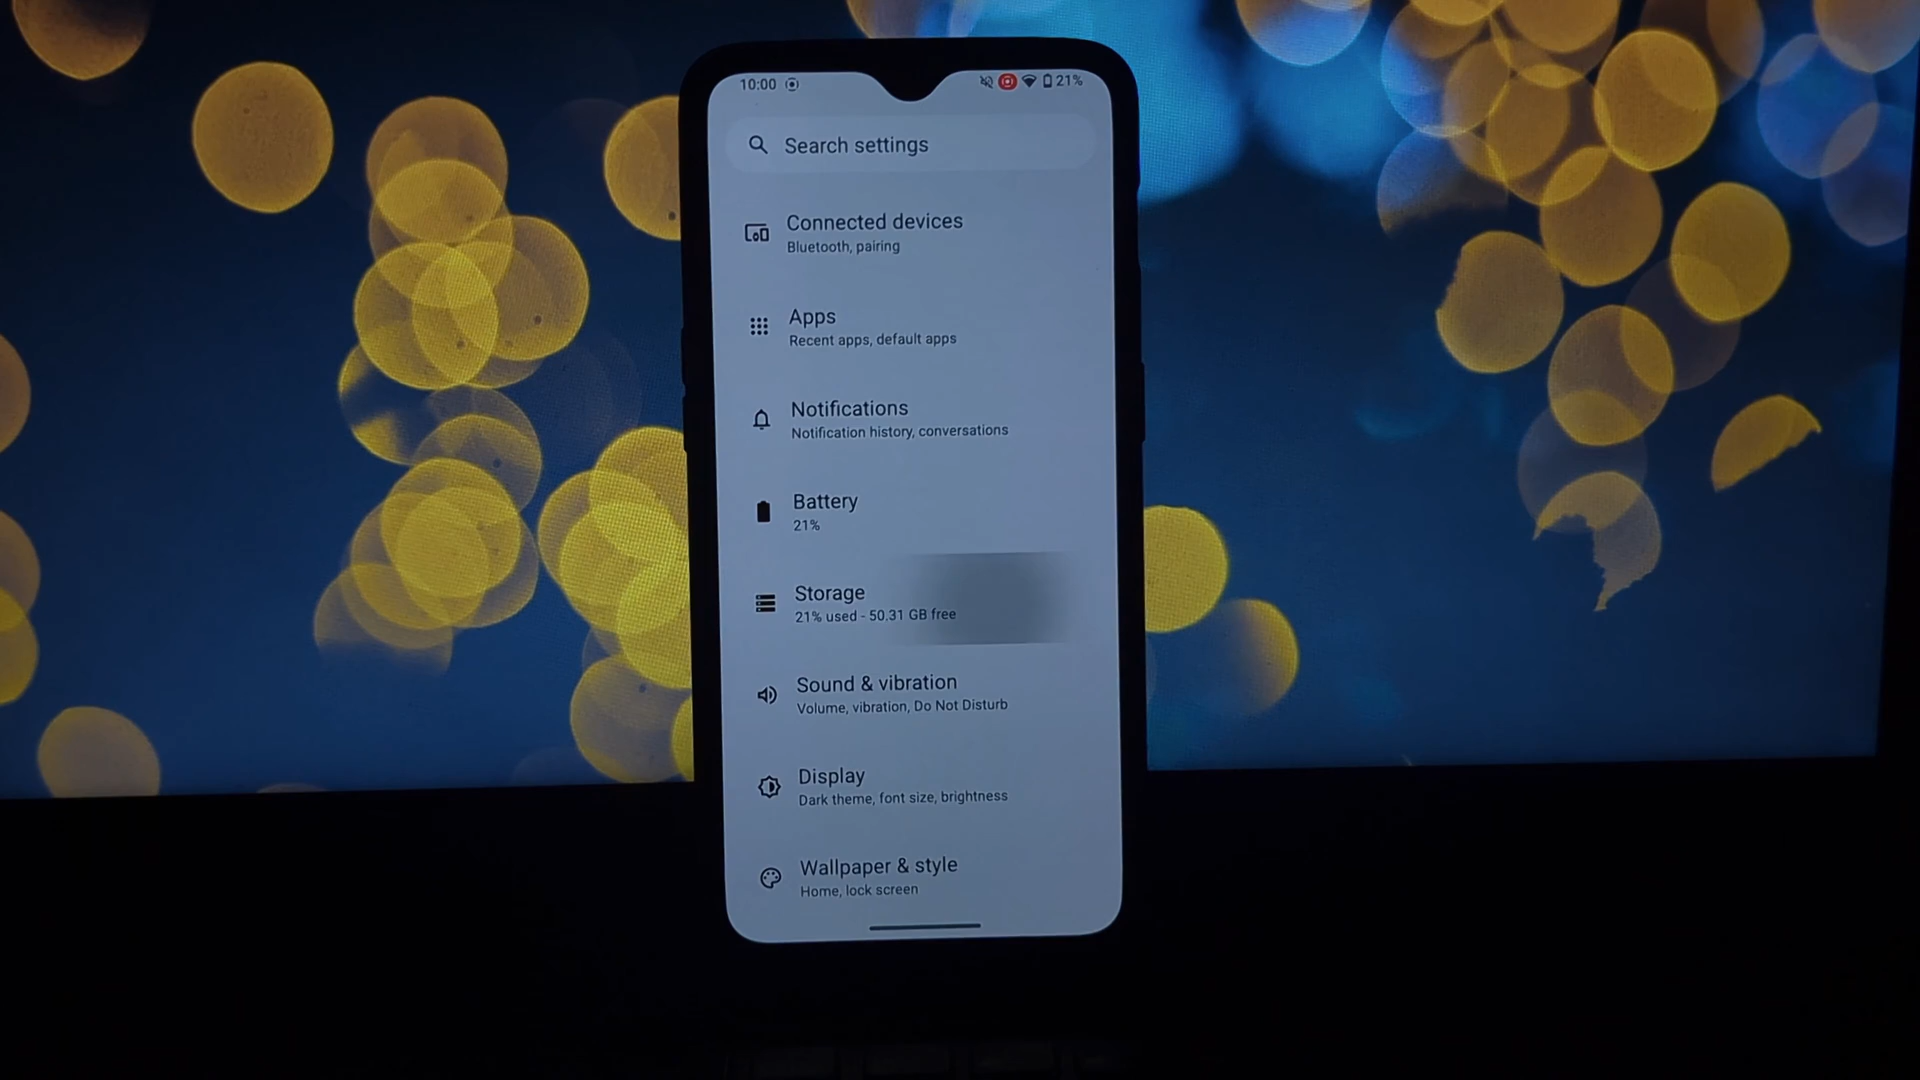 10:00 21%
Search settings
Connected devices
Bluetooth, pairing
Apps
Recent apps, default apps
Notifications
Notification history, conversations
Battery
21%
Storage
21% used - 50.31 GB free
Sound & vibration
Volume, vibration, Do Not Disturb
Display
Dark theme, font size, brightness
Wallpaper & style
Home, lock screen